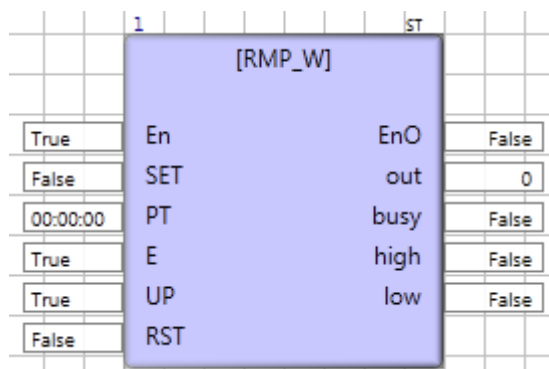 1 ST
[RMP_W]
True En EnO False
False SET out 0
00:00:00 PT busy False
True E high False
True UP low False
False RST